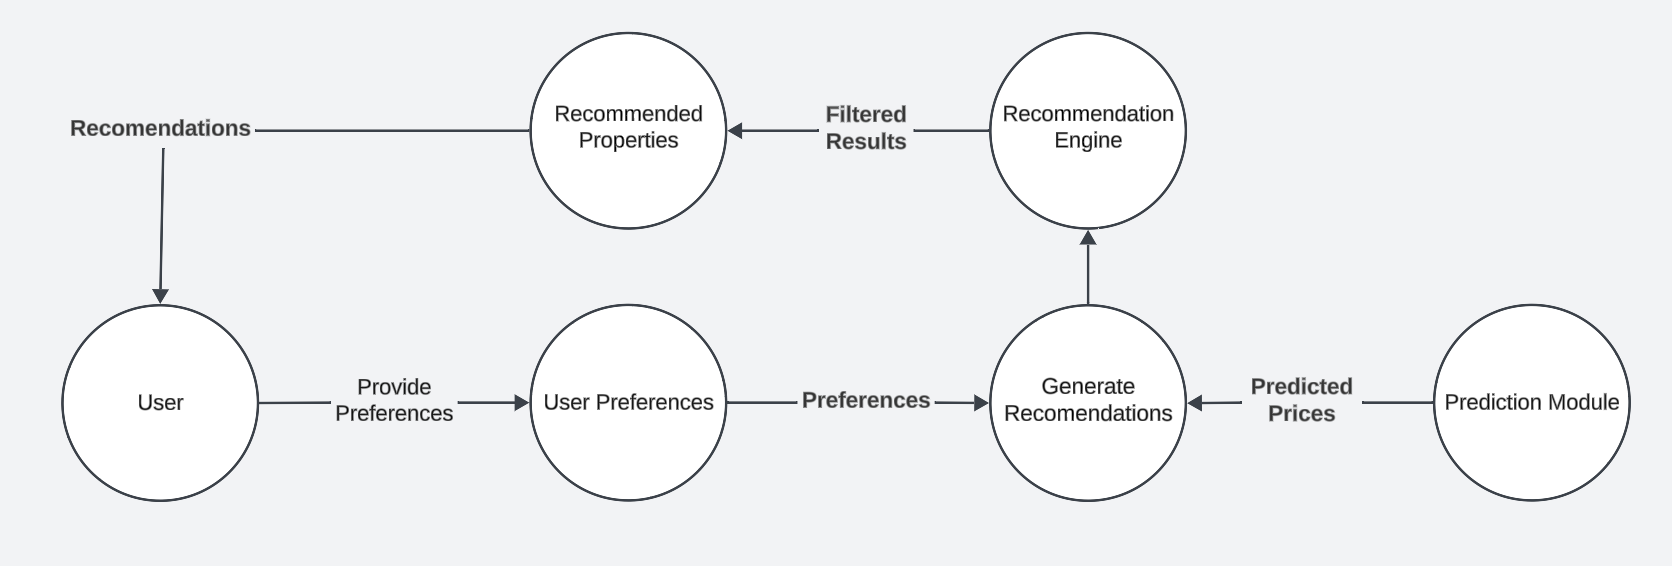 Recommended
Properties
Filtered
Results
Recommendation
Engine
Recomendations
User
Provide
Preferences
User Preferences
Preferences
Generate
Recomendations
Predicted
Prices
Prediction Module